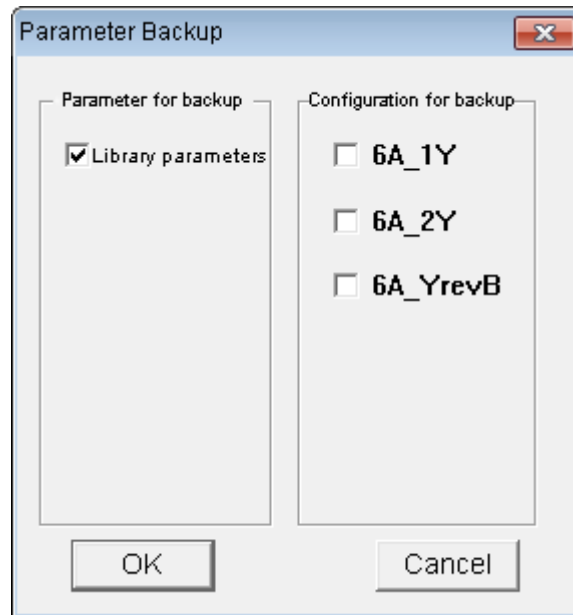 Parameter Backup
Parameter for backup
Library parameters
Configuration for backup
6A_1Y
6A_2Y
6A_YrevB
OK
Cancel